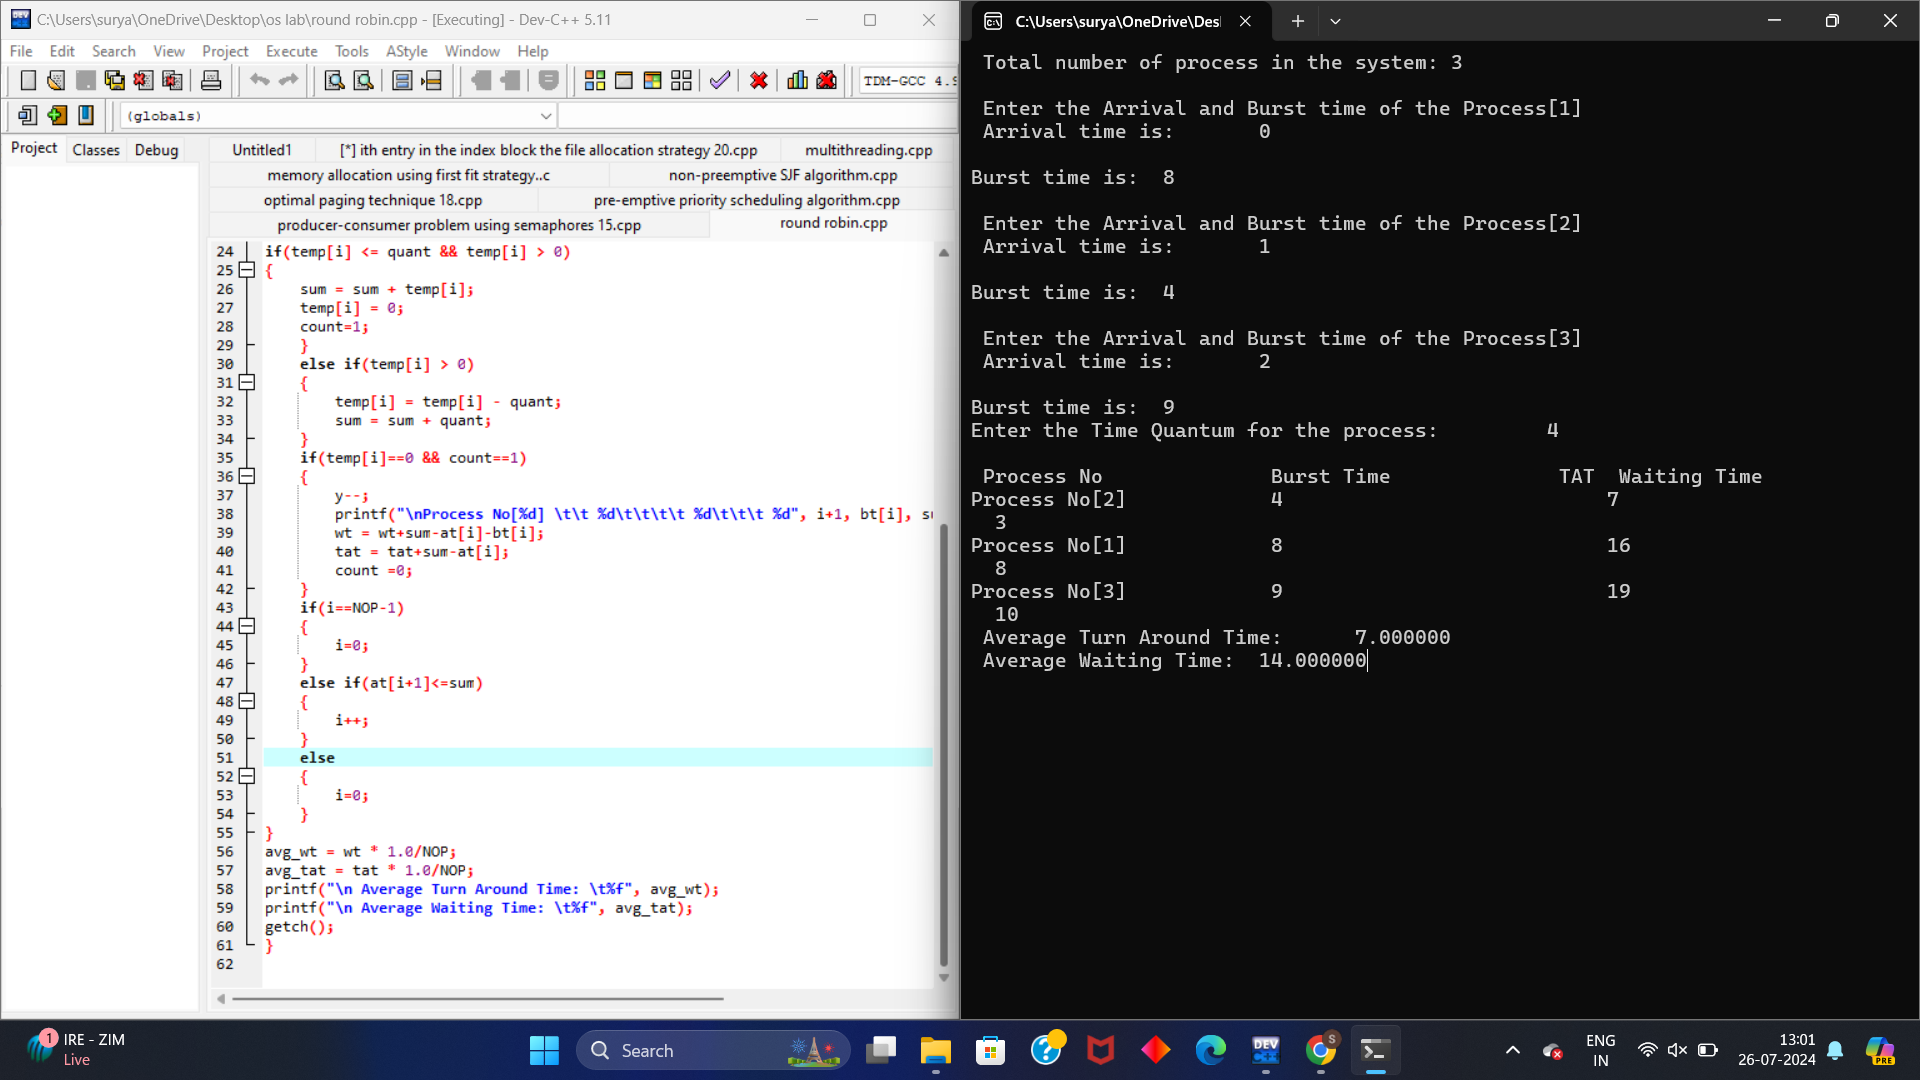 C:\Users\surya\OneDrive\Desktop\os lab\round robin.cpp - [Executing] - Dev-C++ 5.11
File Edit Search View Project Execute Tools AStyle Window Help
TDM-GCC 4.9
(globals)
Project Classes Debug
Untitled1 [*] ith entry in the index block the file allocation strategy 20.cpp multithreading.cpp
memory allocation using first fit strategy..c non-preemptive SJF algorithm.cpp
optimal paging technique 18.cpp pre-emptive priority scheduling algorithm.cpp
producer-consumer problem using semaphores 15.cpp round robin.cpp
24 if(temp[i] <= quant && temp[i] > 0)
25 {
26 sum = sum + temp[i];
27 temp[i] = 0;
28 count=1;
29 }
30 else if(temp[i] > 0)
31 {
32 temp[i] = temp[i] - quant;
33 sum = sum + quant;
34 }
35 if(temp[i]==0 && count==1)
36 {
37 y--;
38 printf("\nProcess No[%d] \t\t %d\t\t\t\t %d\t\t\t %d", i+1, bt[i], su
39 wt = wt+sum-at[i]-bt[i];
40 tat = tat+sum-at[i];
41 count =0;
42 }
43 if(i==NOP-1)
44 {
45 i=0;
46 }
47 else if(at[i+1]<=sum)
48 {
49 i++;
50 }
51 else
52 {
53 i=0;
54 }
55 }
56 avg_wt = wt * 1.0/NOP;
57 avg_tat = tat * 1.0/NOP;
58 printf("\n Average Turn Around Time: \t%f", avg_wt);
59 printf("\n Average Waiting Time: \t%f", avg_tat);
60 getch();
61 }
62
C:\Users\surya\OneDrive\Des
Total number of process in the system: 3
Enter the Arrival and Burst time of the Process[1]
Arrival time is: 0
Burst time is: 8
Enter the Arrival and Burst time of the Process[2]
Arrival time is: 1
Burst time is: 4
Enter the Arrival and Burst time of the Process[3]
Arrival time is: 2
Burst time is: 9
Enter the Time Quantum for the process: 4
Process No Burst Time TAT Waiting Time
Process No[2] 4 7
3
Process No[1] 8 16
8
Process No[3] 9 19
10
Average Turn Around Time: 7.000000
Average Waiting Time: 14.000000
1
IRE - ZIM
Live
Search
DEV
C++
S
ENG
IN
13:01
26-07-2024
PRE